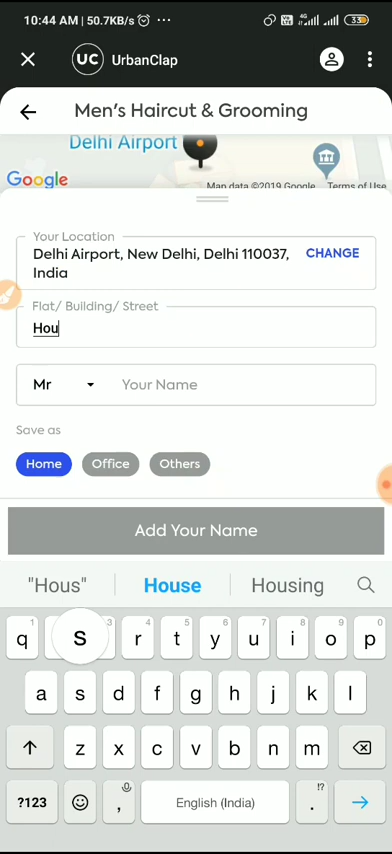 10:44 AM | 50.7KB/s ...
4G 33
UC UrbanClap
Men's Haircut & Grooming
Delhi Airport
Google Map data ©2019 Google Terms of Use
Your Location
Delhi Airport, New Delhi, Delhi 110037, CHANGE
India
Flat/ Building/ Street
Hou
Mr Your Name
Save as
Home Office Others
Add Your Name
"Hous" House Housing
1 3 4 5 6 7 8 9 0
q S r t y u i o p
a s d f g h j k l
z x c v b n m
?123 , English (India) . !?